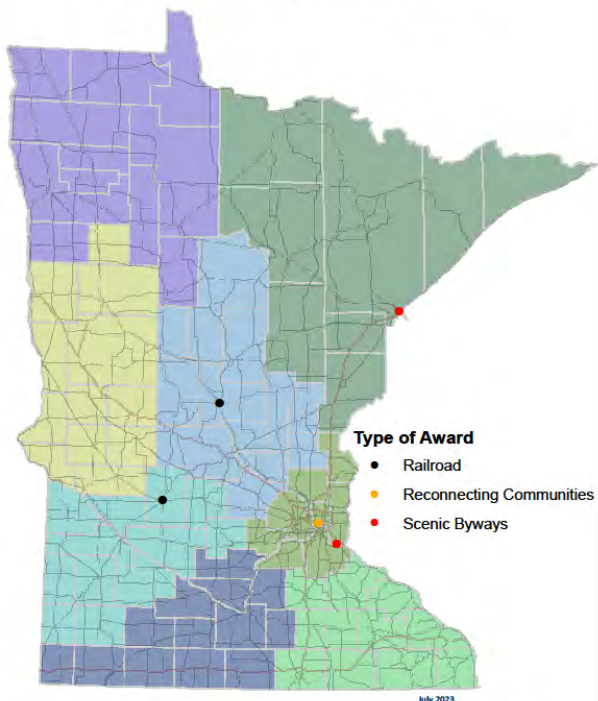 Type of Award
Railroad
Reconnecting Communities
Scenic Byways
July 2023